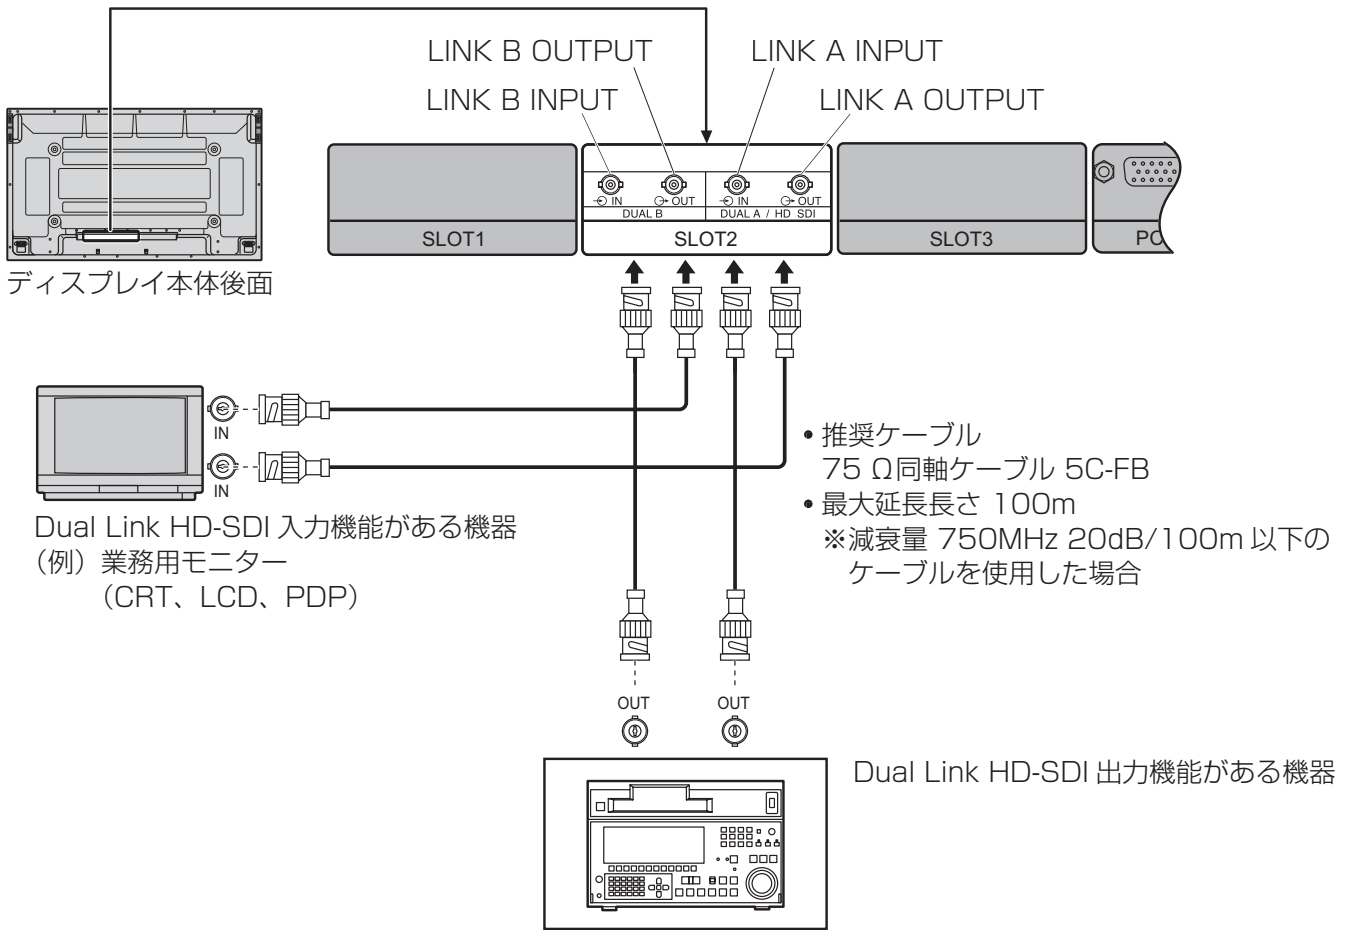 LINK B OUTPUT
LINK A INPUT
LINK B INPUT
LINK A OUTPUT
IN
OUT
IN
OUT
DUAL B
DUAL A / HD SDI
SLOT1
SLOT2
SLOT3
PC
ディスプレイ本体後面
IN
IN
Dual Link HD-SDI 入力機能がある機器
（例）業務用モニター
（CRT、LCD、PDP）
• 推奨ケーブル
75 Ω同軸ケーブル 5C-FB
• 最大延長長さ 100m
※減衰量 750MHz 20dB/100m 以下の
ケーブルを使用した場合
OUT
OUT
Dual Link HD-SDI 出力機能がある機器